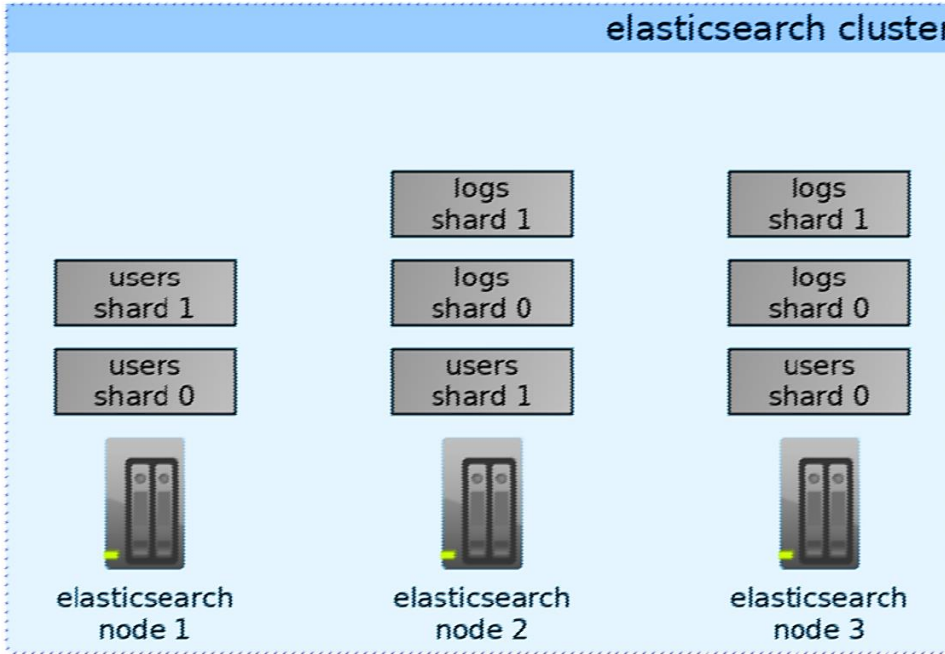 elasticsearch cluster
logs
shard 1
logs
shard 1
users
shard 1
logs
shard 0
logs
shard 0
users
shard 0
users
shard 1
users
shard 0
elasticsearch
node 1
elasticsearch
node 2
elasticsearch
node 3